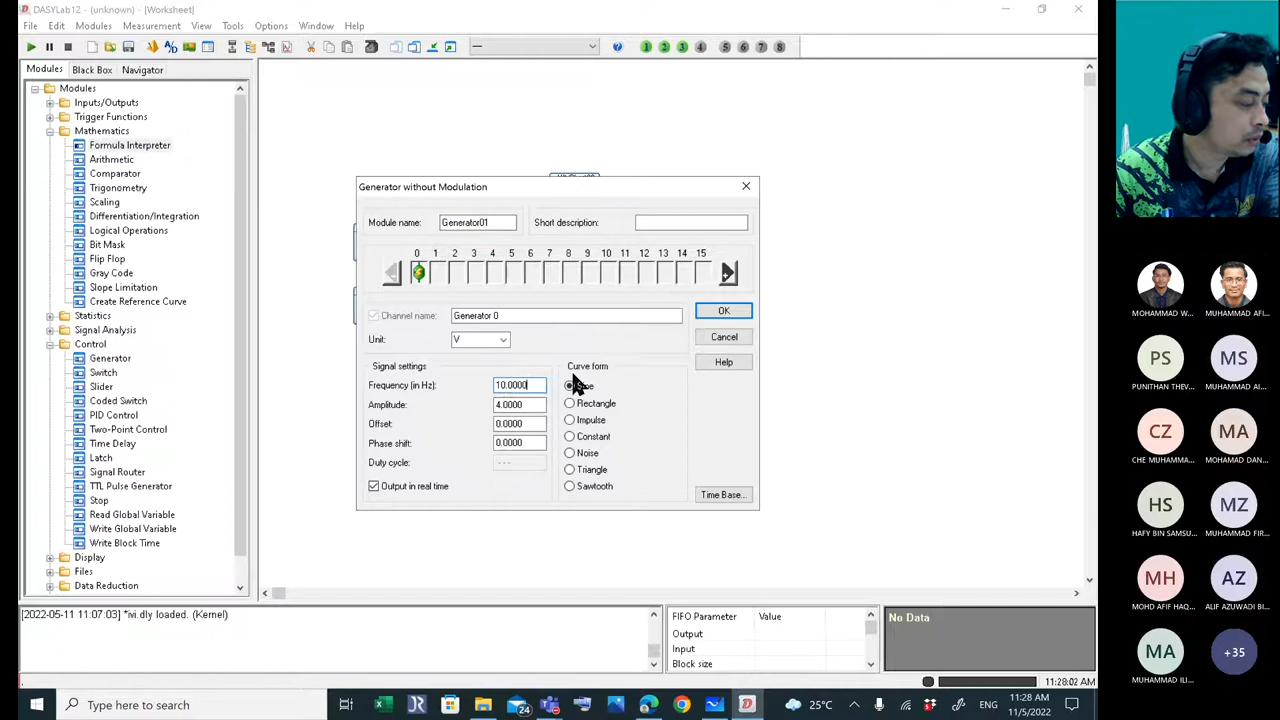 DASYLab12 - (unknown) - [Worksheet]
File Edit Modules Measurement View Tools Options Window Help
1 2 3 4 5 6 7 8
Modules Black Box Navigator
Modules
Inputs/Outputs
Trigger Functions
Mathematics
Formula Interpreter
Arithmetic
Comparator
Trigonometry
Scaling
Differentiation/Integration
Logical Operations
Bit Mask
Flip Flop
Gray Code
Slope Limitation
Create Reference Curve
Statistics
Signal Analysis
Control
Generator
Switch
Slider
Coded Switch
PID Control
Two-Point Control
Time Delay
Latch
Signal Router
TTL Pulse Generator
Stop
Read Global Variable
Write Global Variable
Write Block Time
Display
Files
Data Reduction
Generator without Modulation
Module name: Generator01 Short description:
0 1 2 3 4 5 6 7 8 9 10 11 12 13 14 15
Channel name: Generator 0
Unit: V
OK
Cancel
Help
Signal settings
Frequency (in Hz): 10.0000
Amplitude: 4.0000
Offset: 0.0000
Phase shift: 0.0000
Duty cycle: ---
Output in real time
Curve form
Rectangle
Impulse
Constant
Noise
Triangle
Sawtooth
Time Base...
[2022-05-11 11:07:03] *ivi.dly loaded. (Kernel)
FIFO Parameter Value
Output
Input
Block size
No Data
11:28:02 AM
Type here to search
24
25°C
ENG
11:28 AM
11/5/2022
MOHAMMAD W...
MUHAMMAD AFI...
PS
PUNITHAN THEV...
MS
MUHAMMAD AI...
CZ
CHE MUHAMMA...
MA
MOHAMAD DAN...
HS
HAFY BIN SAMSU...
MZ
MUHAMMAD FIR...
MH
MOHD AFIF HAQ...
AZ
ALIF AZUWADI BI...
MA
MUHAMMAD ILI...
+35